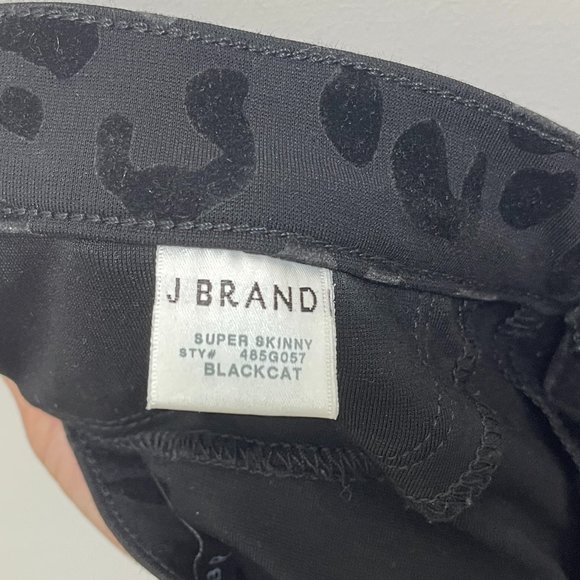 J BRAND
SUPER SKINNY
STY# 485G057
BLACKCAT